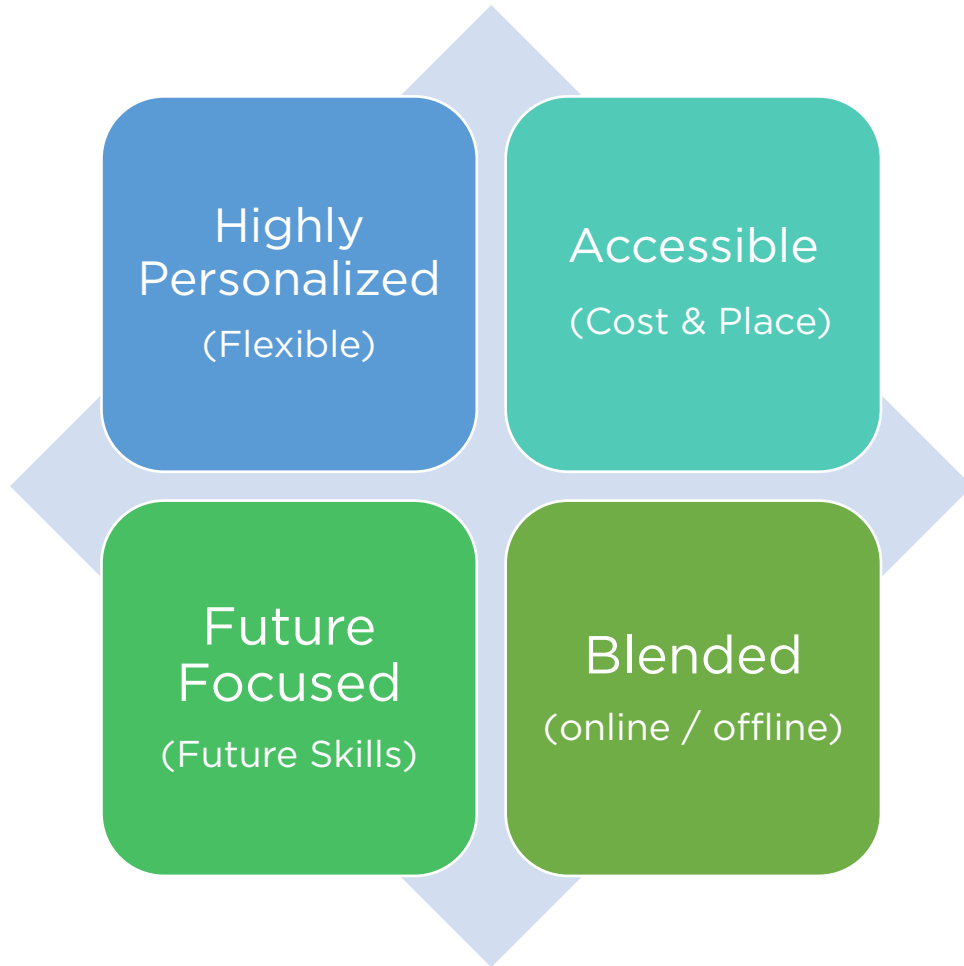 Highly
Personalized
(Flexible)
Accessible
(Cost & Place)
Future
Focused
(Future Skills)
Blended
(online / offline)